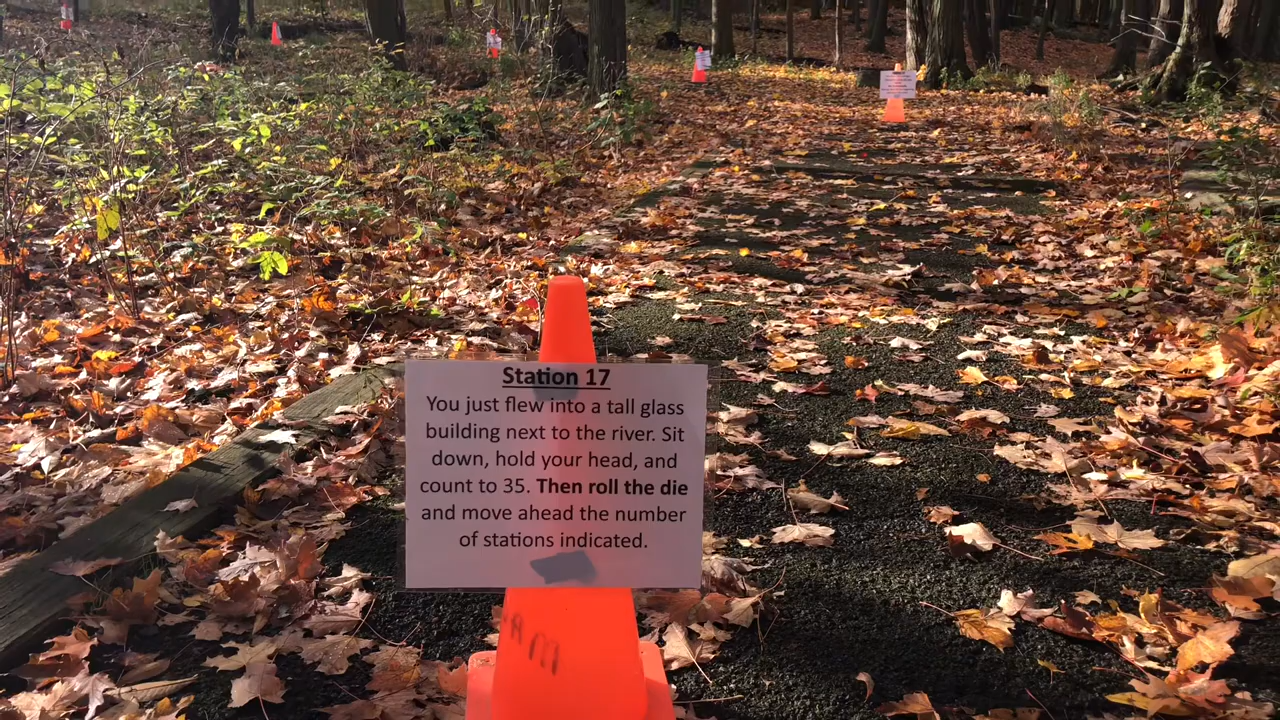 Station 17
You just flew into a tall glass
building next to the river. Sit
down, hold your head, and
count to 35. Then roll the die
and move ahead the number
of stations indicated.
AM